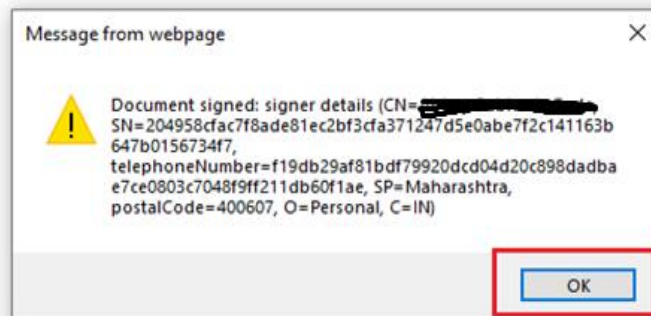 Message from webpage
Document signed: signer details (CN=
SN=204958cfac7f8ade81ec2bf3cfa371247d5e0abe7f2c141163b
647b0156734f7,
telephoneNumber=f19db29af81bdf79920dcd04d20c898dadba
e7ce0803c7048f9ff211db60f1ae, SP=Maharashtra,
postalCode=400607, O=Personal, C=IN)
OK